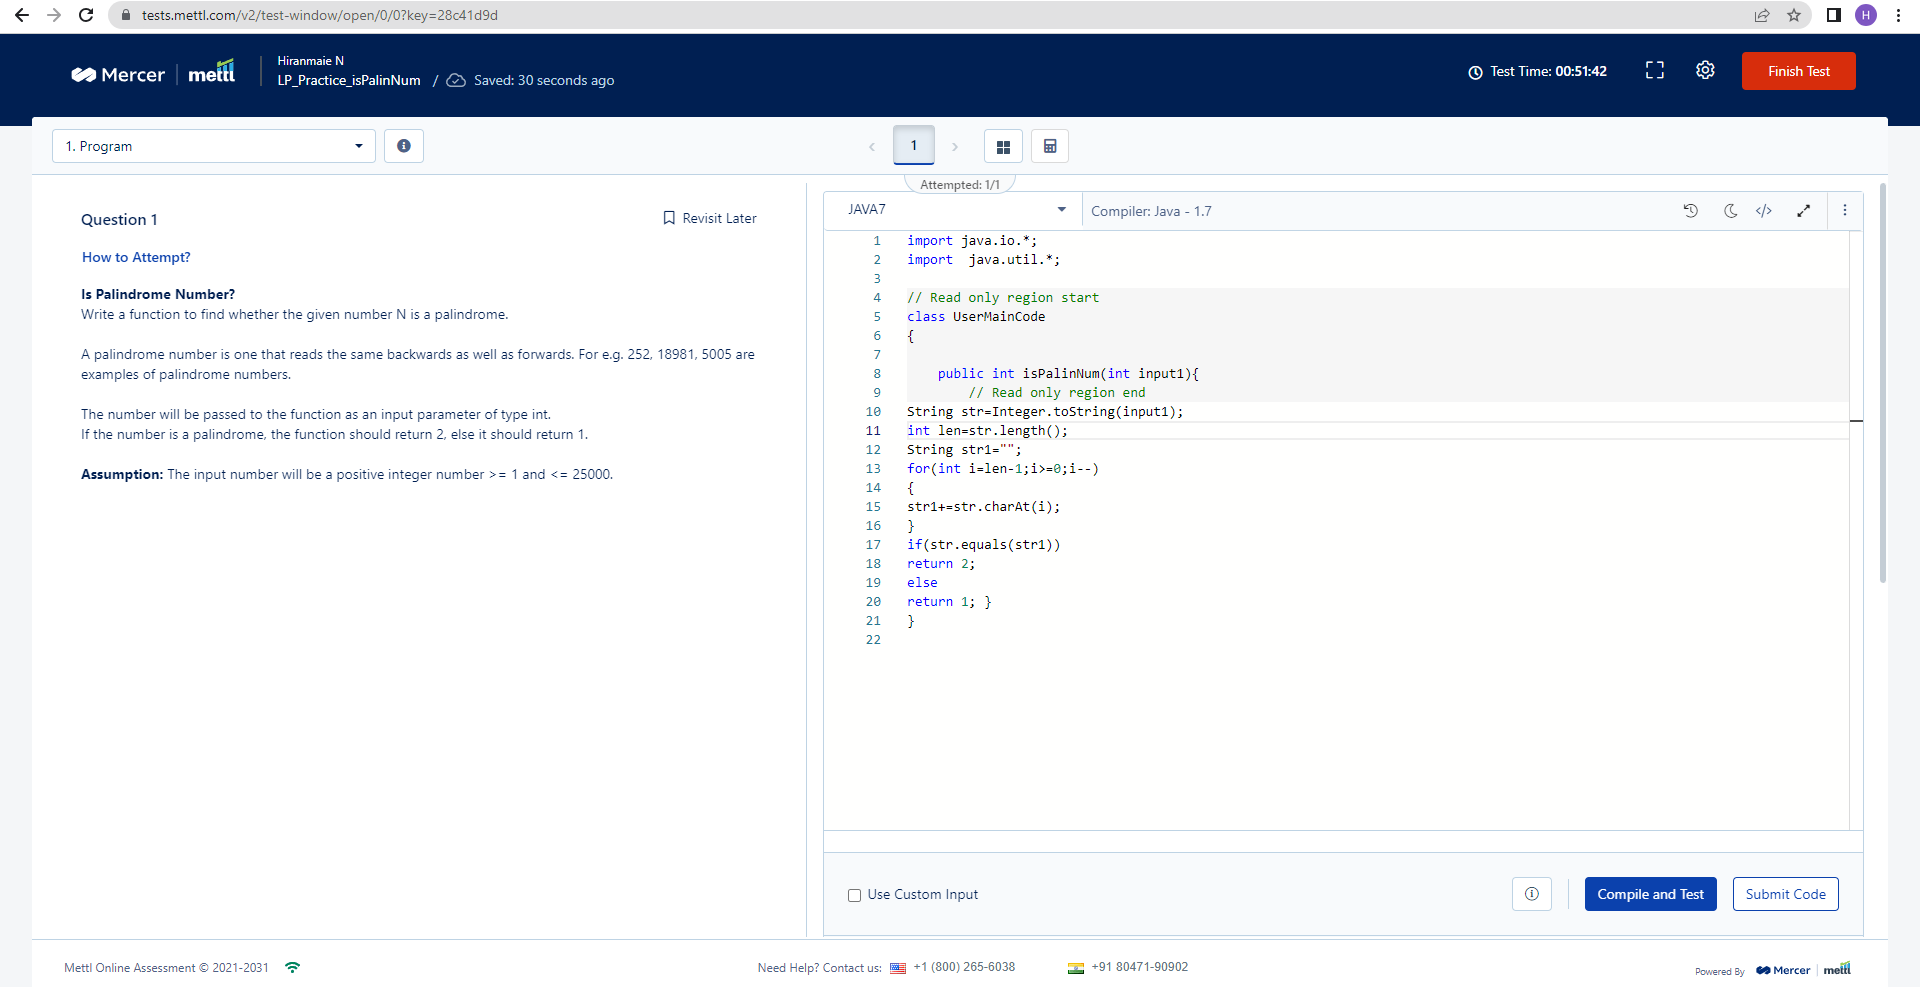 tests.mettl.com/v2/test-window/open/0/0?key=28c41d9d
H
Mercer
mettl
Hiranmaie N
LP_Practice_isPalinNum / Saved: 30 seconds ago
Test Time: 00:51:42
Finish Test
1. Program
1
Attempted: 1/1
Question 1
Revisit Later
How to Attempt?
Is Palindrome Number?
Write a function to find whether the given number N is a palindrome.
A palindrome number is one that reads the same backwards as well as forwards. For e.g. 252, 18981, 5005 are
examples of palindrome numbers.
The number will be passed to the function as an input parameter of type int.
If the number is a palindrome, the function should return 2, else it should return 1.
Assumption: The input number will be a positive integer number >= 1 and <= 25000.
JAVA7
Compiler: Java - 1.7
1 import java.io.*;
2 import  java.util.*;
3
4 // Read only region start
5 class UserMainCode
6 {
7
8     public int isPalinNum(int input1){
9         // Read only region end
10 String str=Integer.toString(input1);
11 int len=str.length();
12 String str1="";
13 for(int i=len-1;i>=0;i--)
14 {
15 str1+=str.charAt(i);
16 }
17 if(str.equals(str1))
18 return 2;
19 else
20 return 1; }
21 }
22
Use Custom Input
Compile and Test
Submit Code
Mettl Online Assessment © 2021-2031
Need Help? Contact us: +1 (800) 265-6038
+91 80471-90902
Powered By Mercer mettl